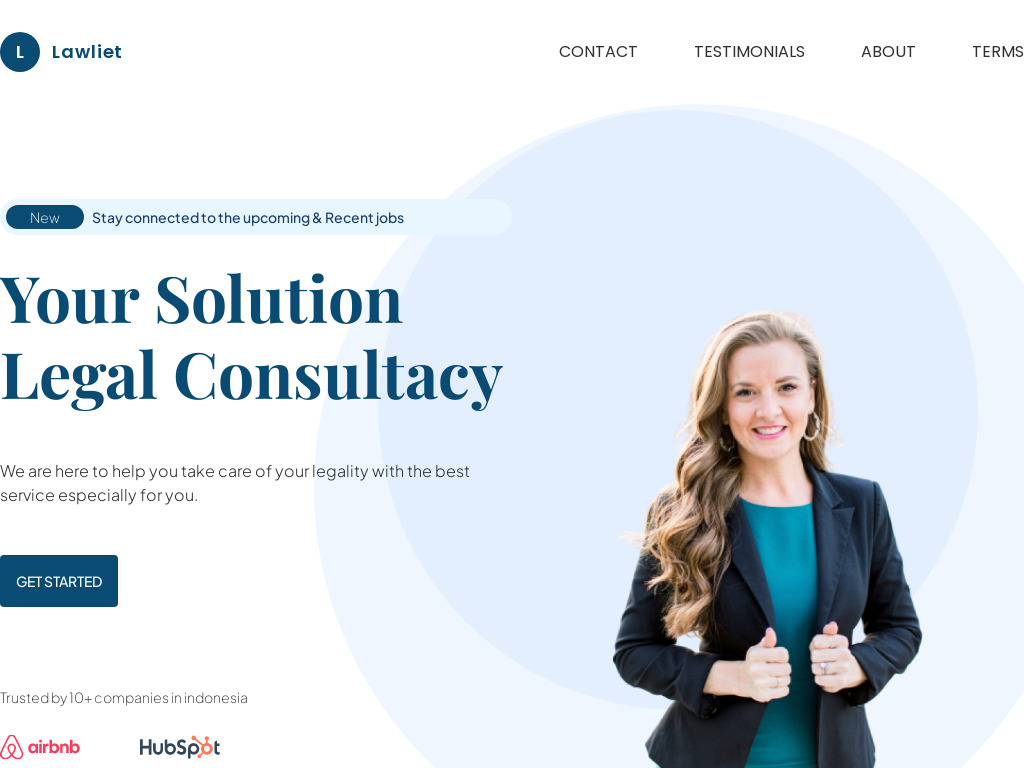 L Lawliet
CONTACT TESTIMONIALS ABOUT TERMS
New Stay connected to the upcoming & Recent jobs
Your Solution
Legal Consultacy
We are here to help you take care of your legality with the best
service especially for you.
GET STARTED
Trusted by 10+ companies in indonesia
airbnb HubSpot